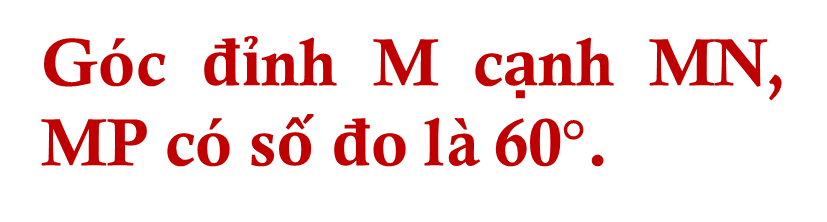 Góc đỉnh M cạnh MN,
MP có số đo là 60°.